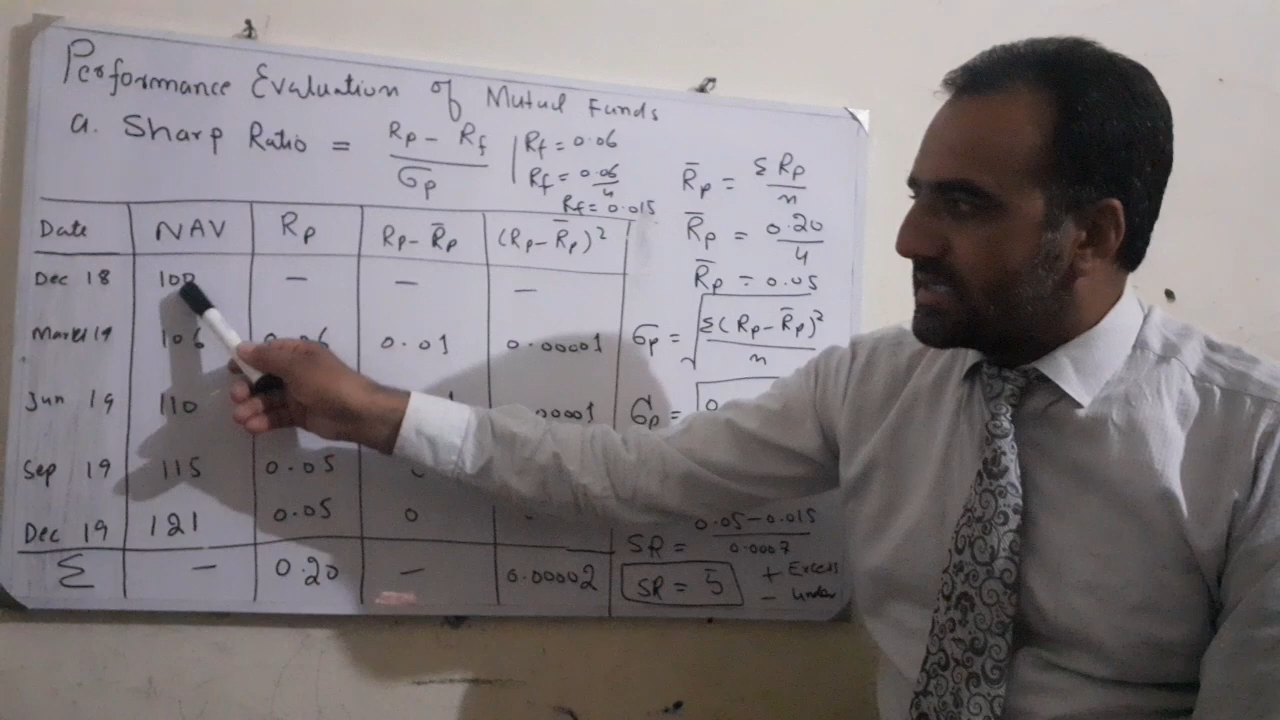 Performance Evaluation of Mutual Funds
a. Sharp Ratio = Rp - Rf / σp
Rf = 0.06
Rf = 0.06/4
Rf = 0.015
R̄p = ΣRp/n
R̄p = 0.20/4
R̄p = 0.05
σp = √Σ(Rp-R̄p)²/n
σp = √0
Date NAV Rp Rp-R̄p (Rp-R̄p)²
Dec 18 100 — — —
March 19 106 0.06 0.01 0.00001
Jun 19 110
Sep 19 115 0.05
Dec 19 121 0.05 0
Σ — 0.20 — 0.00002
SR = 0.05-0.015/0.0007
SR = 5
+ Excess
- under